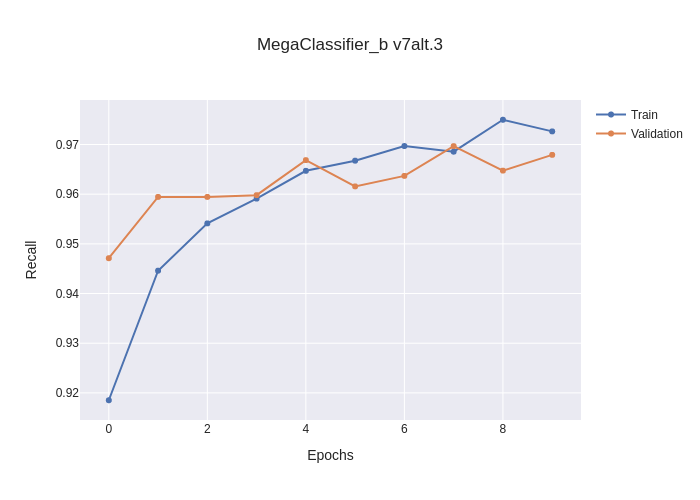 MegaClassifier_b v7alt.3
Train
Validation
0.97
0.96
0.95
0.94
0.93
0.92
Recall
0 2 4 6 8
Epochs